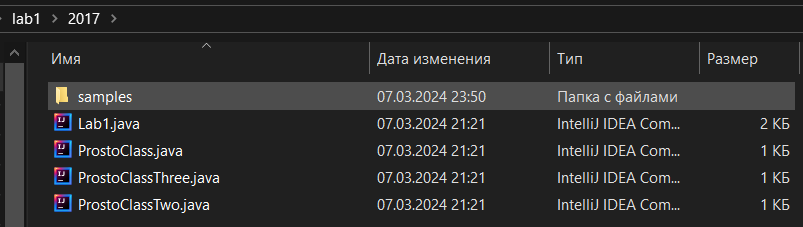 lab1 > 2017 >
Имя Дата изменения Тип Размер
samples 07.03.2024 23:50 Папка с файлами
Lab1.java 07.03.2024 21:21 IntelliJ IDEA Com... 2 КБ
ProstoClass.java 07.03.2024 21:21 IntelliJ IDEA Com... 1 КБ
ProstoClassThree.java 07.03.2024 21:21 IntelliJ IDEA Com... 1 КБ
ProstoClassTwo.java 07.03.2024 21:21 IntelliJ IDEA Com... 1 КБ